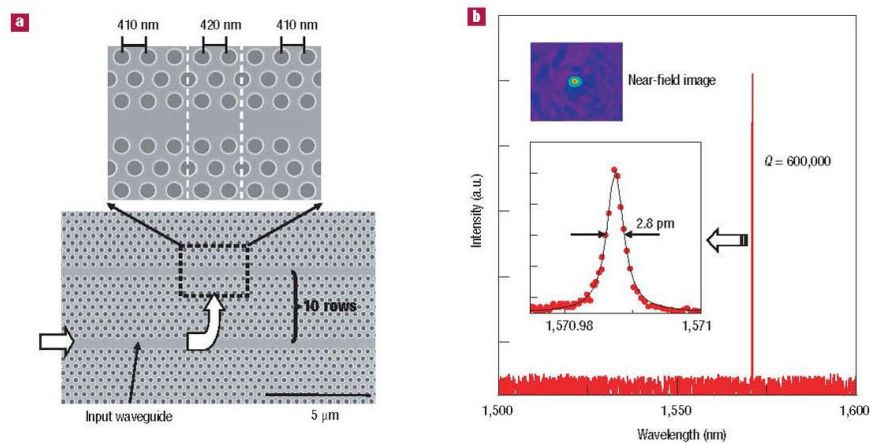 a
410 nm
420 nm
410 nm
10 rows
Input waveguide
5 μm
b
Near-field image
Q = 600,000
2.8 pm
1,570.98
1,571
Intensity (a.u.)
1,500
1,550
1,600
Wavelength (nm)